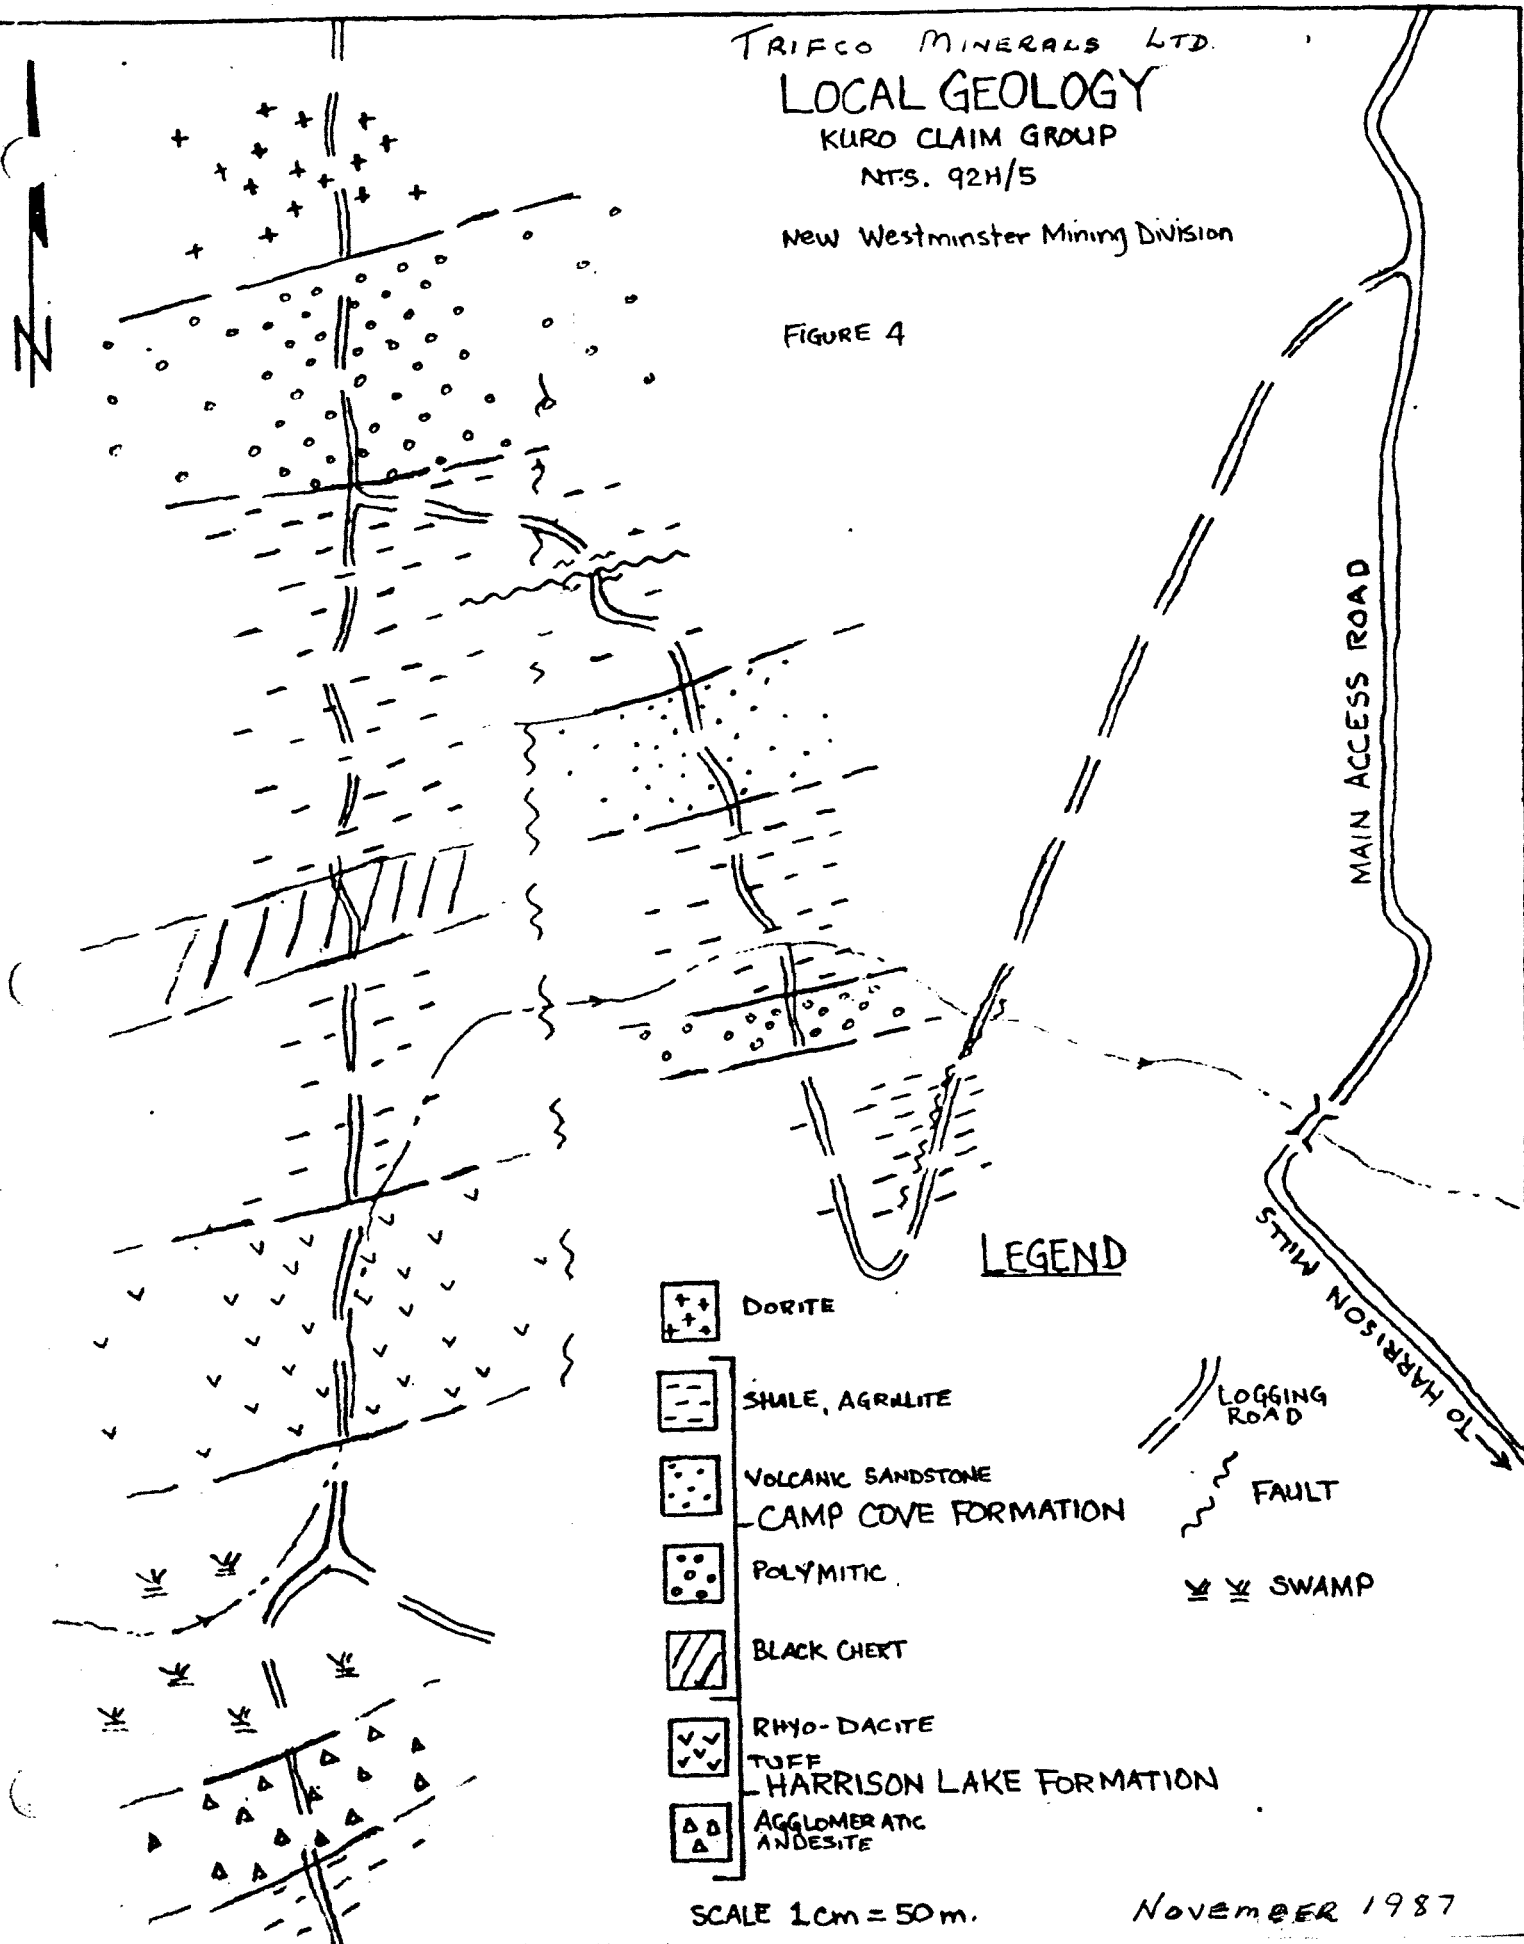 TRIFCO MINERALS LTD.
LOCAL GEOLOGY
KURO CLAIM GROUP
NTS. 92H/5
New Westminster Mining Division
FIGURE 4
N
MAIN ACCESS ROAD
TO HARRISON MILLS
LEGEND
DORITE
SHALE, AGRILLITE
VOLCANIC SANDSTONE
CAMP COVE FORMATION
POLYMITIC
BLACK CHERT
RHYO-DACITE
TUFF
HARRISON LAKE FORMATION
AGGLOMERATIC
ANDESITE
LOGGING
ROAD
FAULT
SWAMP
SCALE 1cm = 50m.
NOVEMBER 1987